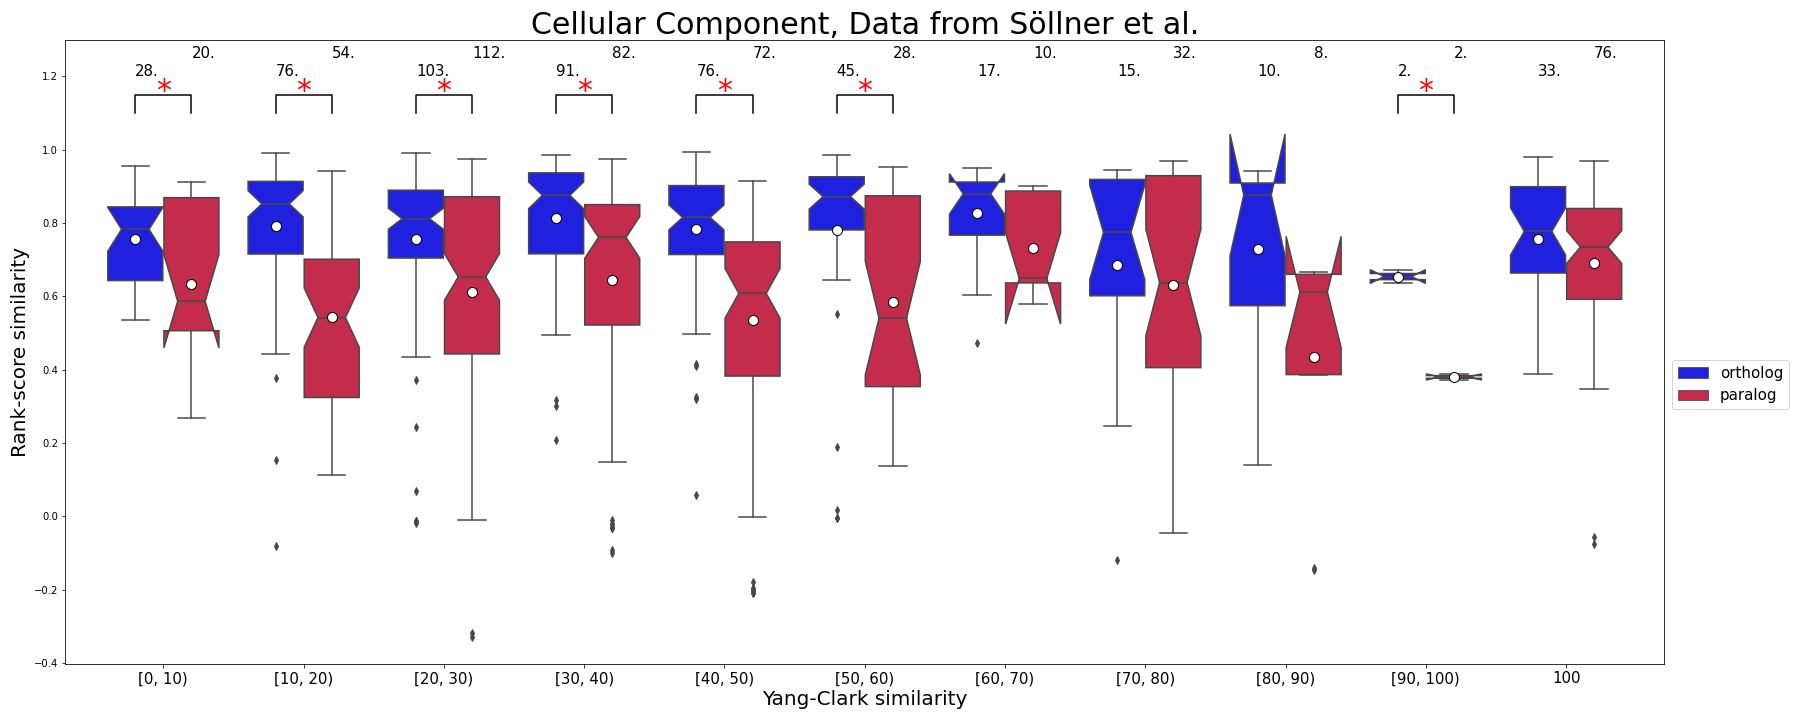 Cellular Component, Data from Söllner et al.
20. 54. 112. 82. 72. 28. 10. 32. 8. 2. 76.
28. 76. 103. 91. 76. 45. 17. 15. 10. 2. 33.
* * * * * * *
1.2
1.0
0.8
0.6
0.4
0.2
0.0
−0.2
−0.4
Rank-score similarity
ortholog
paralog
[0, 10) [10, 20) [20, 30) [30, 40) [40, 50) [50, 60) [60, 70) [70, 80) [80, 90) [90, 100) 100
Yang-Clark similarity